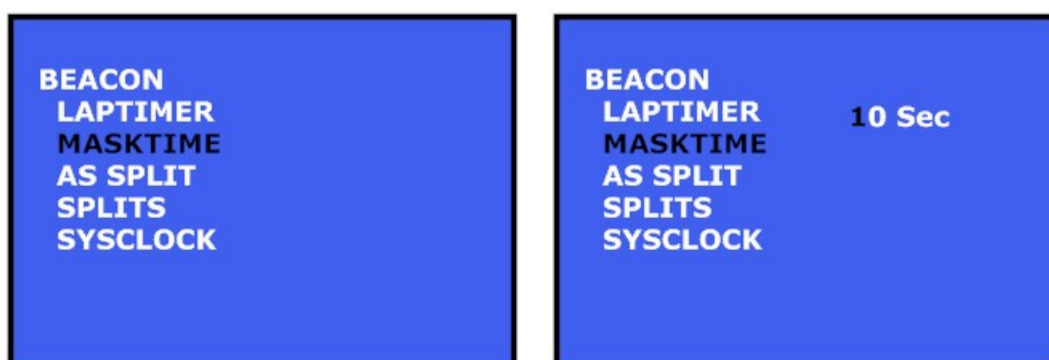 BEACON
LAPTIMER
MASKTIME
AS SPLIT
SPLITS
SYSCLOCK
BEACON
LAPTIMER
10 Sec
MASKTIME
AS SPLIT
SPLITS
SYSCLOCK